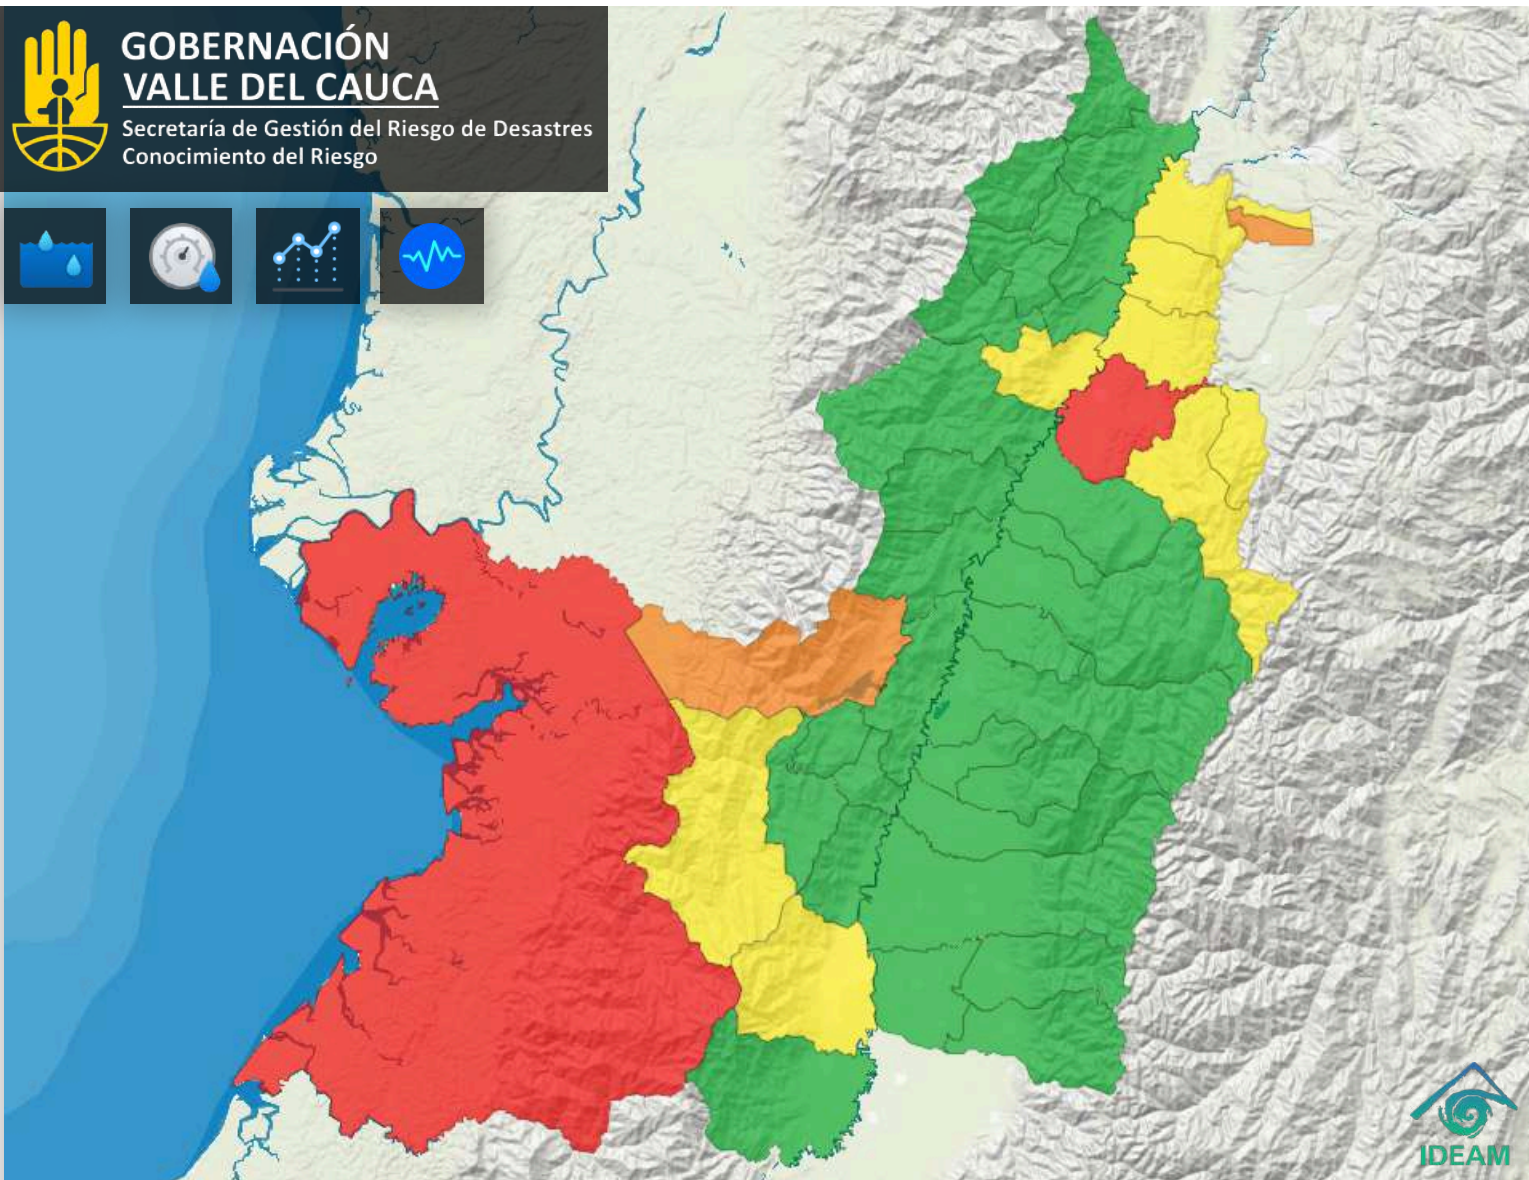 GOBERNACIÓN
VALLE DEL CAUCA
Secretaría de Gestión del Riesgo de Desastres
Conocimiento del Riesgo
IDEAM